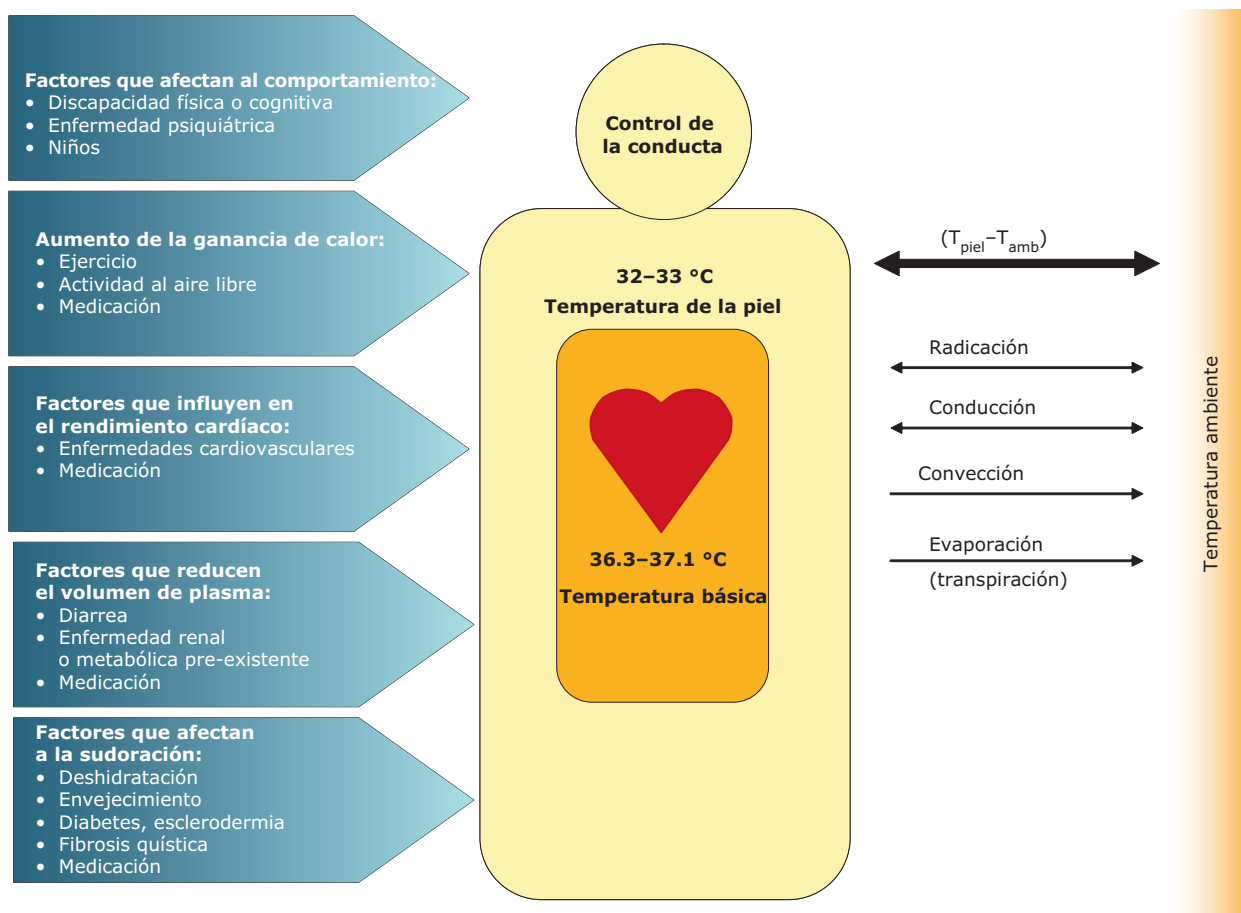 Factores que afectan al comportamiento:
• Discapacidad física o cognitiva
• Enfermedad psiquiátrica
• Niños
Aumento de la ganancia de calor:
• Ejercicio
• Actividad al aire libre
• Medicación
Factores que influyen en
el rendimiento cardíaco:
• Enfermedades cardiovasculares
• Medicación
Factores que reducen
el volumen de plasma:
• Diarrea
• Enfermedad renal
o metabólica pre-existente
• Medicación
Factores que afectan
a la sudoración:
• Deshidratación
• Envejecimiento
• Diabetes, esclerodermia
• Fibrosis quística
• Medicación
Control de
la conducta
32–33 °C
Temperatura de la piel
36.3–37.1 °C
Temperatura básica
(Tpiel–Tamb)
Radicación
Conducción
Convección
Evaporación
(transpiración)
Temperatura ambiente